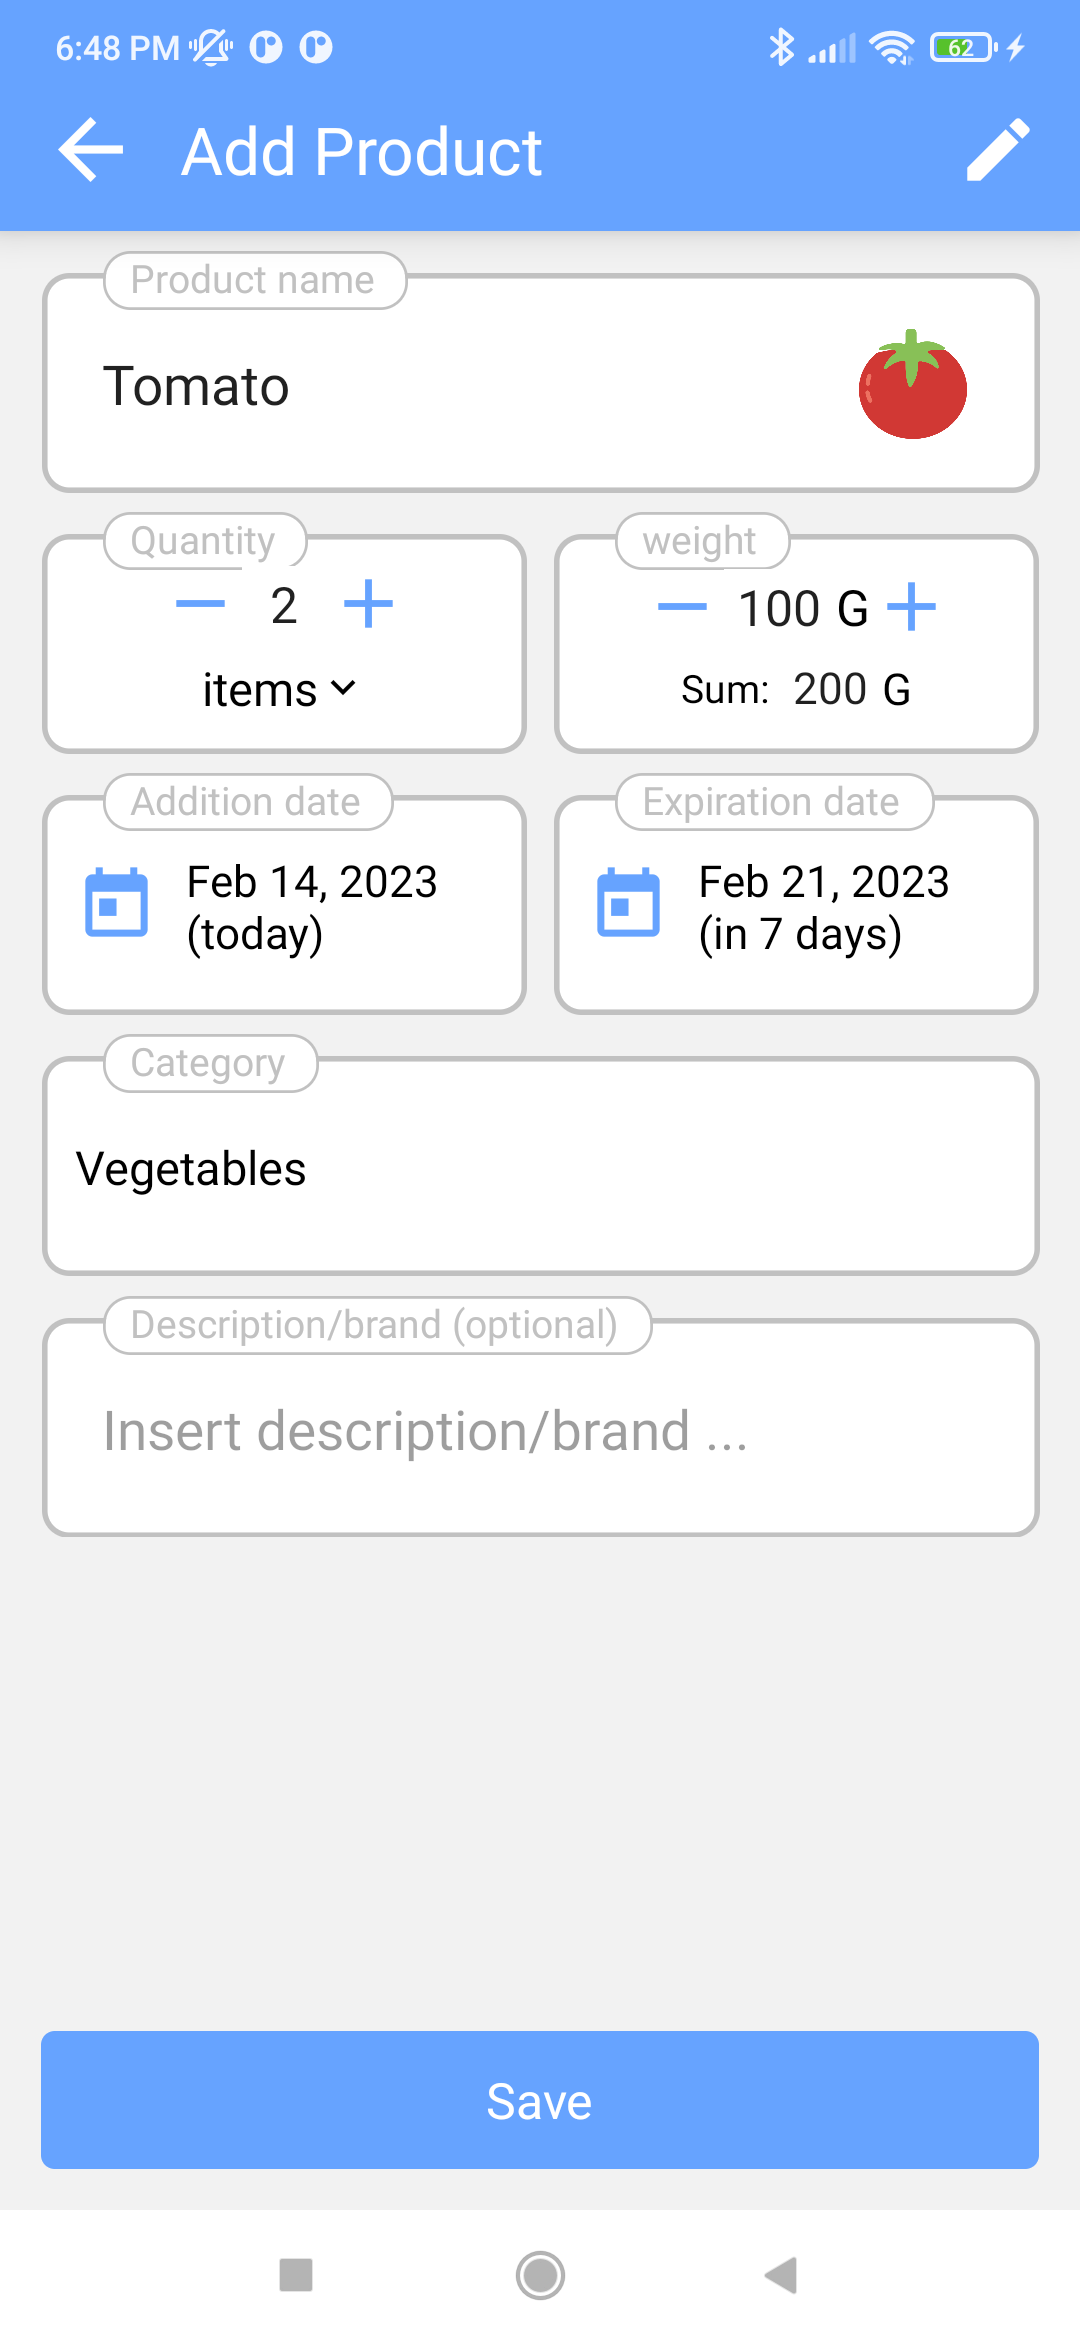 6:48 PM
62
Add Product
Product name
Tomato
Quantity
2
items
weight
100 G
Sum: 200 G
Addition date
Feb 14, 2023
(today)
Expiration date
Feb 21, 2023
(in 7 days)
Category
Vegetables
Description/brand (optional)
Insert description/brand ...
Save